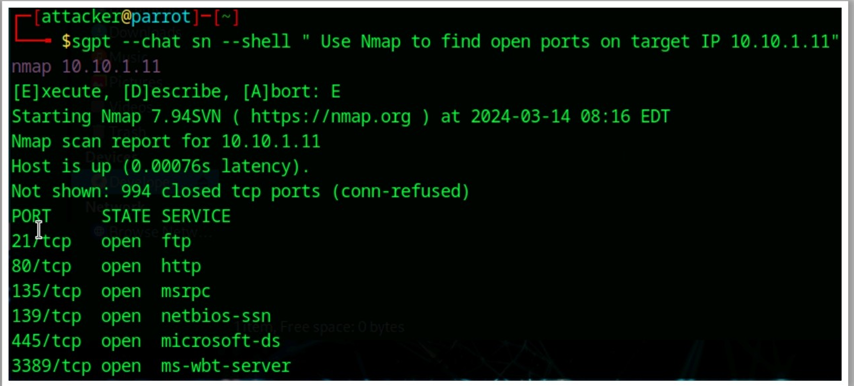 [attacker@parrot]-[~]
$sgpt --chat sn --shell " Use Nmap to find open ports on target IP 10.10.1.11"
nmap 10.10.1.11
[E]xecute, [D]escribe, [A]bort: E
Starting Nmap 7.94SVN ( https://nmap.org ) at 2024-03-14 08:16 EDT
Nmap scan report for 10.10.1.11
Host is up (0.00076s latency).
Not shown: 994 closed tcp ports (conn-refused)
PORT     STATE SERVICE
21/tcp   open  ftp
80/tcp   open  http
135/tcp  open  msrpc
139/tcp  open  netbios-ssn
Free space: 0 bytes
445/tcp  open  microsoft-ds
3389/tcp open  ms-wbt-server